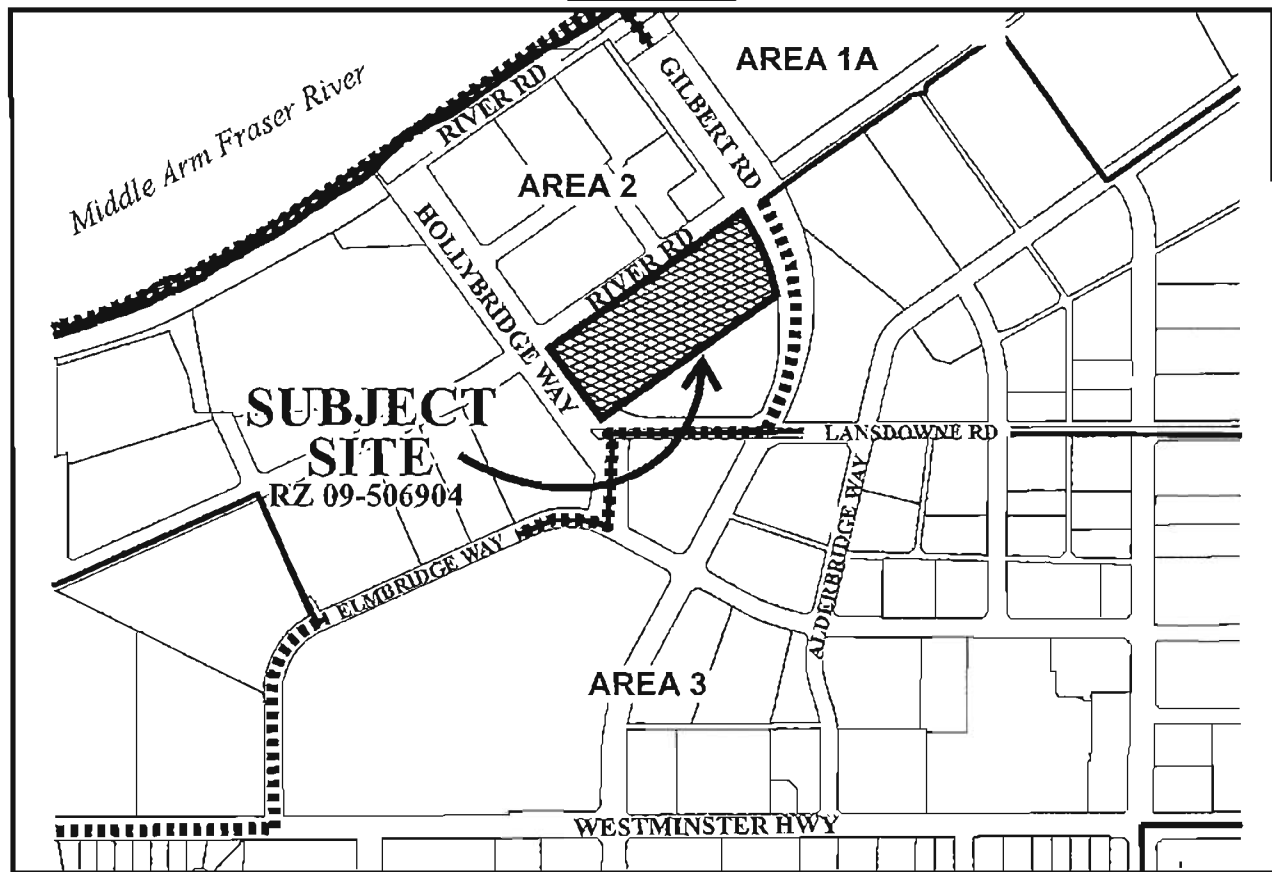 AREA 1A
RIVER RD
GILBERT RD
Middle Arm Fraser River
AREA 2
HOLLYBRIDGE WAY
RIVER RD
SUBJECT
SITE
RZ 09-506904
LANSDOWNE RD
ELMBRIDGE WAY
ALDERBRIDGE WAY
AREA 3
WESTMINSTER HWY